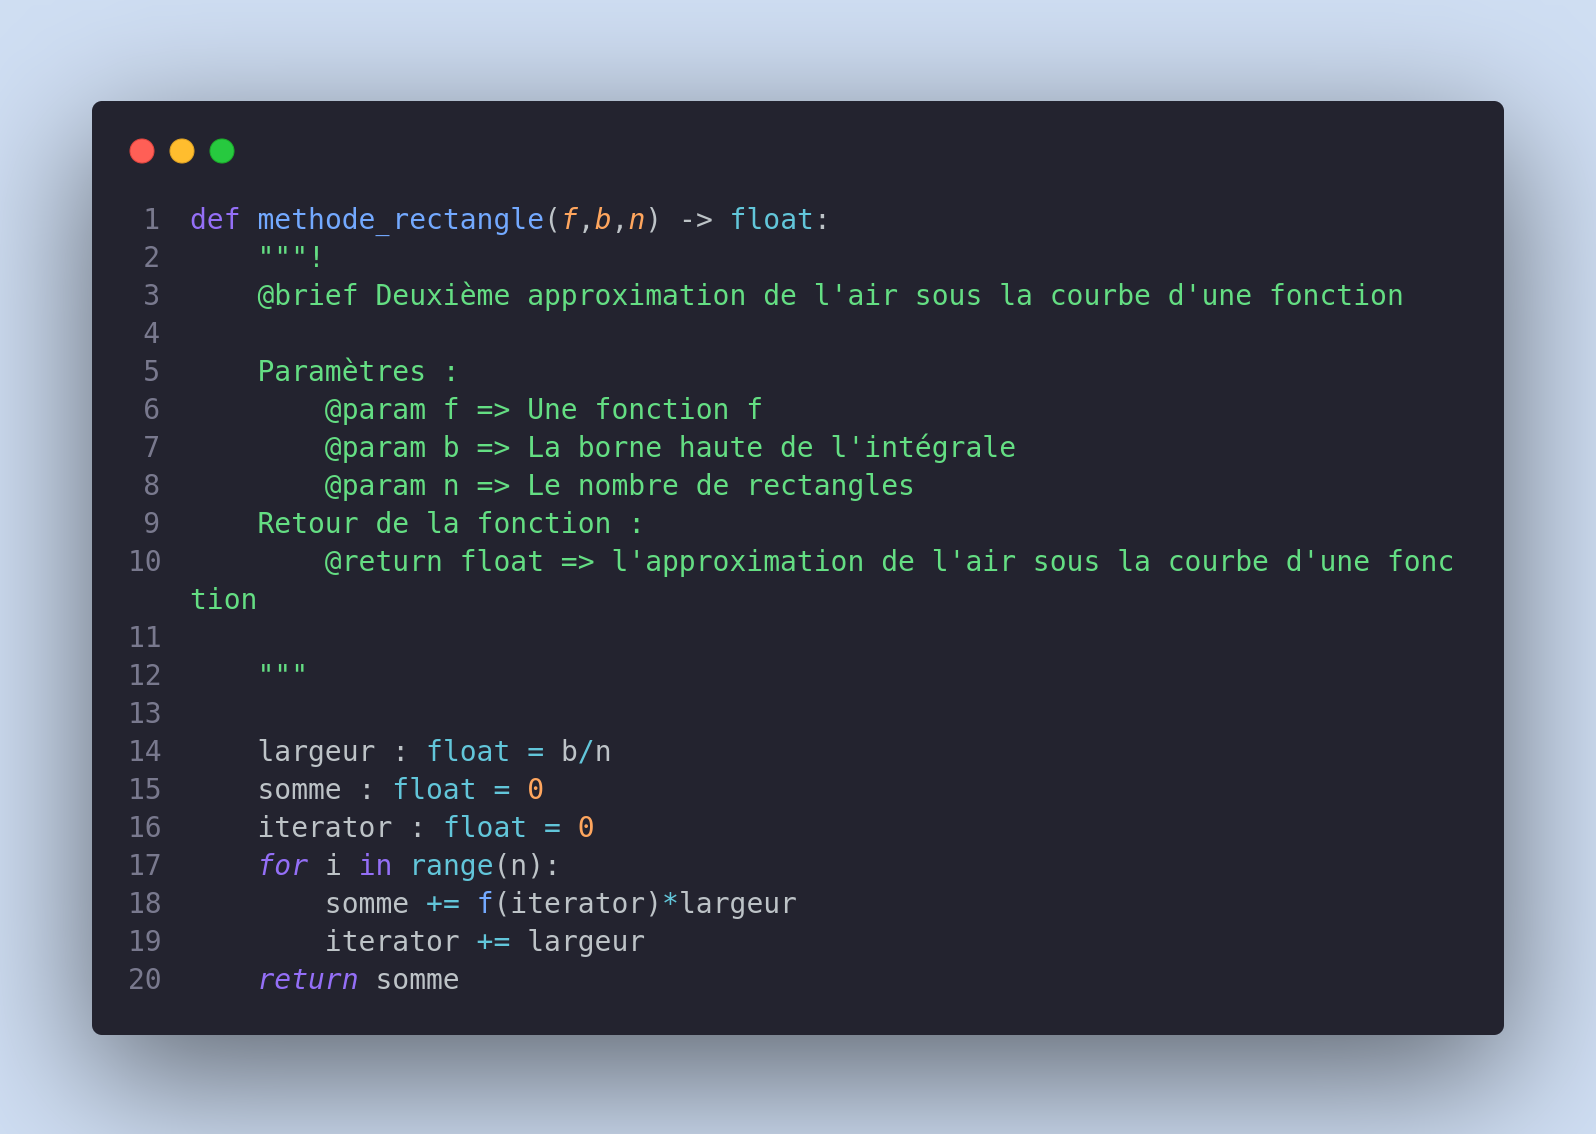 1 def methode_rectangle(f,b,n) -> float:
2     """!
3     @brief Deuxième approximation de l'air sous la courbe d'une fonction
4
5     Paramètres :
6         @param f => Une fonction f
7         @param b => La borne haute de l'intégrale
8         @param n => Le nombre de rectangles
9     Retour de la fonction :
10         @return float => l'approximation de l'air sous la courbe d'une fonc
tion
11
12     """
13
14     largeur : float = b/n
15     somme : float = 0
16     iterator : float = 0
17     for i in range(n):
18         somme += f(iterator)*largeur
19         iterator += largeur
20     return somme